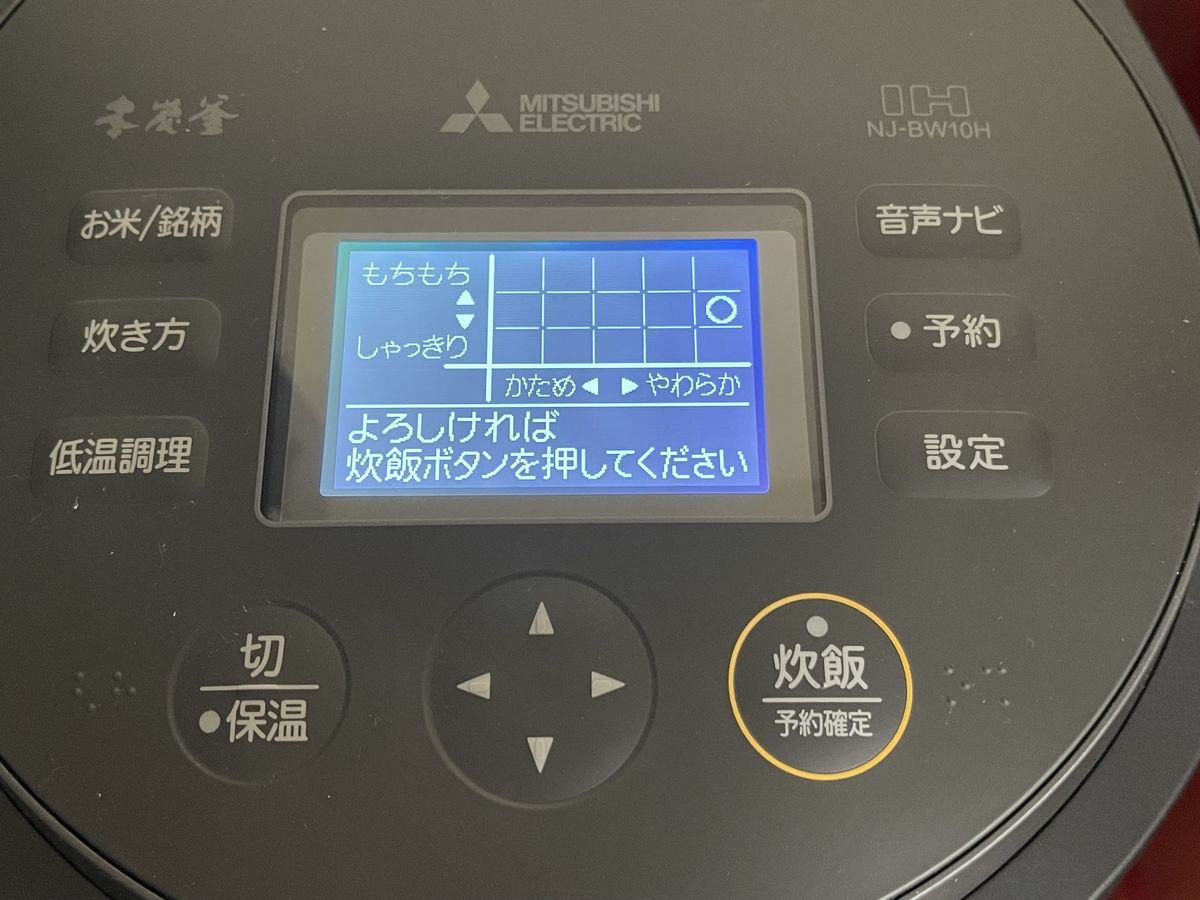 本炭釜
MITSUBISHI
ELECTRIC
IH
NJ-BW10H
お米/銘柄
炊き方
低温調理
もちもち
▲
▼
しゃっきり
かため◀ ▶やわらか
よろしければ
炊飯ボタンを押してください
音声ナビ
予約
設定
切
保温
炊飯
予約確定